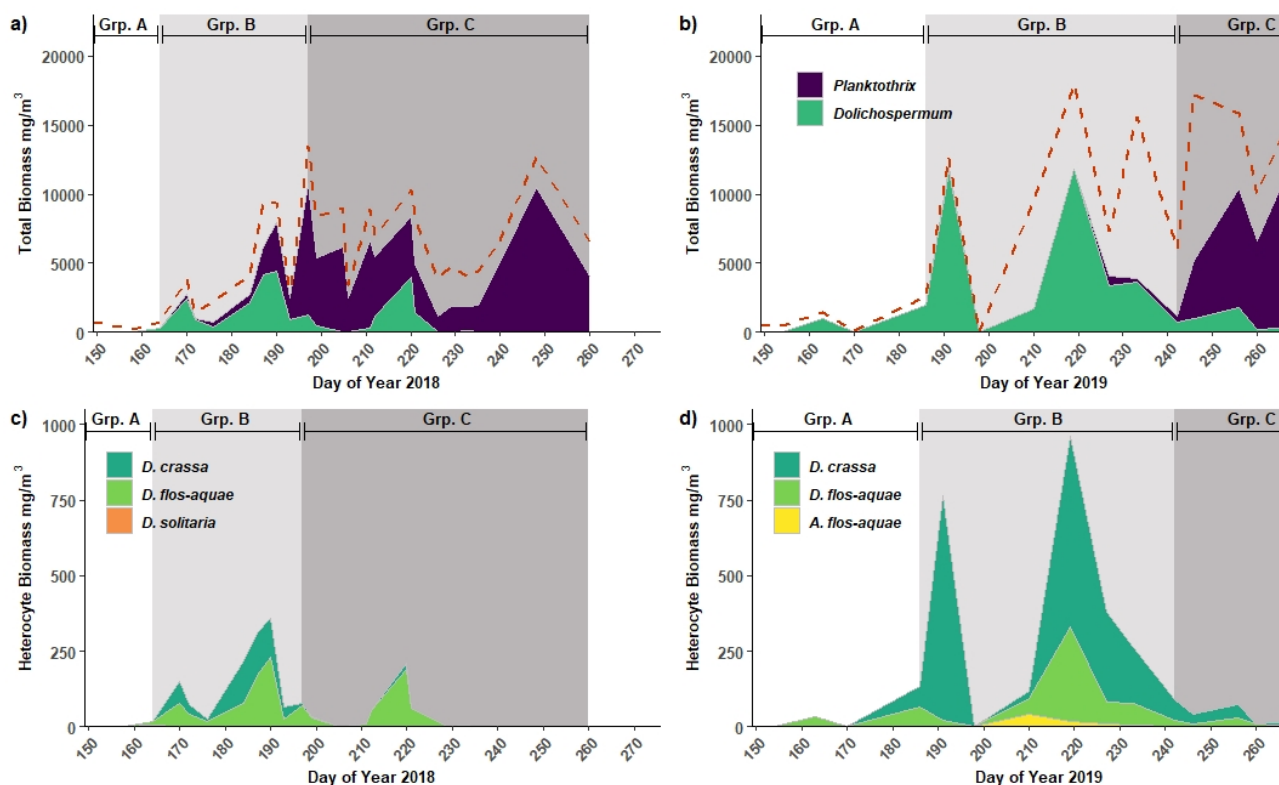 a)
Grp. A
Grp. B
Grp. C
20000
15000
10000
5000
0
Total Biomass mg/m³
150
160
170
180
190
200
210
220
230
240
250
260
270
Day of Year 2018
b)
Grp. A
Grp. B
Grp. C
20000
15000
10000
5000
0
Total Biomass mg/m³
Planktothrix
Dolichospermum
150
160
170
180
190
200
210
220
230
240
250
260
Day of Year 2019
c)
Grp. A
Grp. B
Grp. C
1000
750
500
250
0
Heterocyte Biomass mg/m³
D. crassa
D. flos-aquae
D. solitaria
150
160
170
180
190
200
210
220
230
240
250
260
270
Day of Year 2018
d)
Grp. A
Grp. B
Grp. C
1000
750
500
250
0
Heterocyte Biomass mg/m³
D. crassa
D. flos-aquae
A. flos-aquae
150
160
170
180
190
200
210
220
230
240
250
260
Day of Year 2019